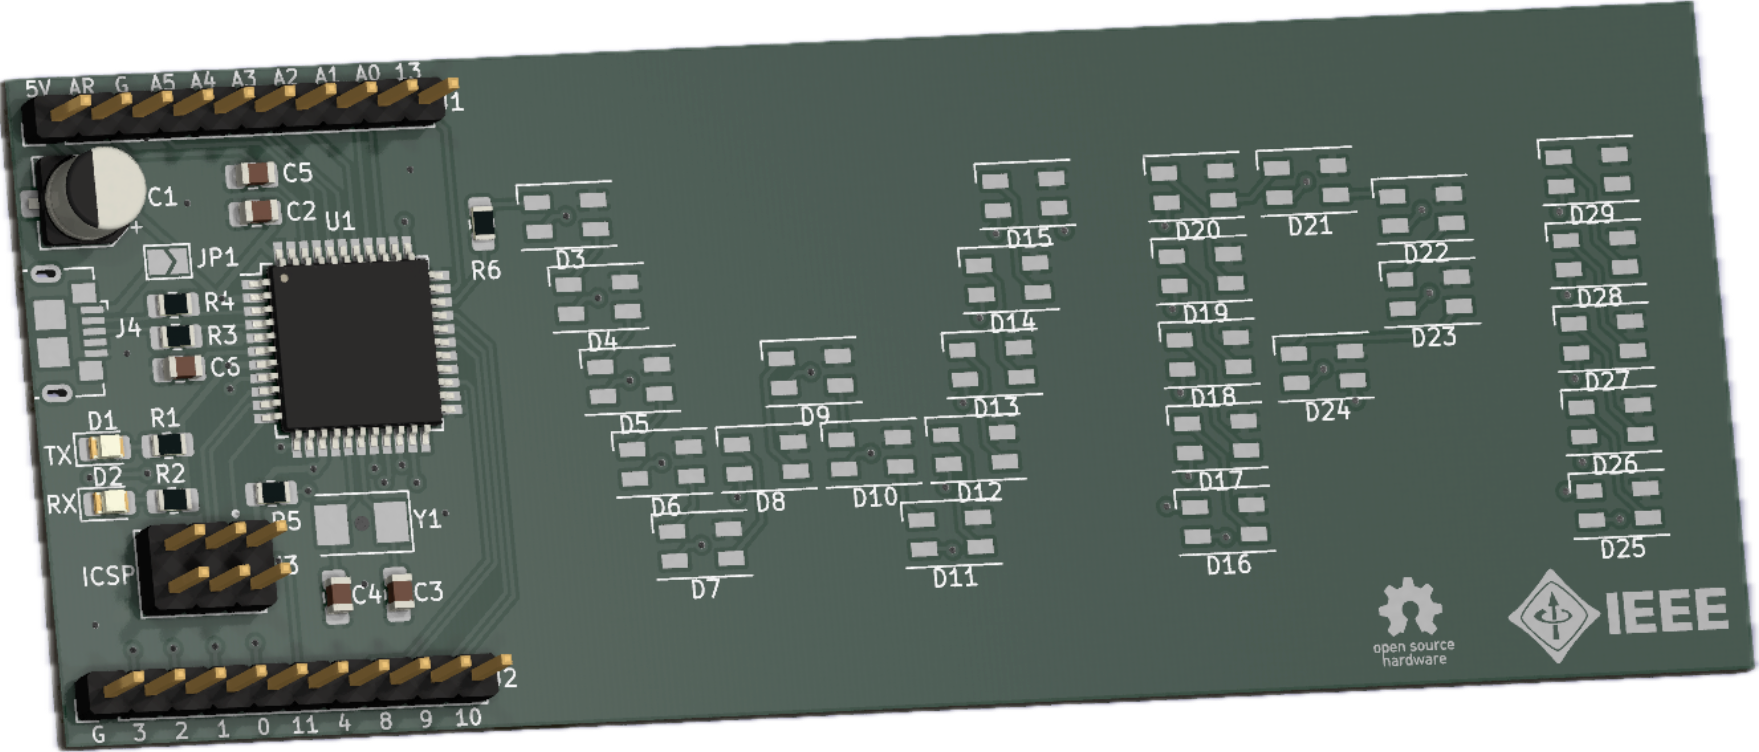 5V AR G A5 A4 A3 A2 A1 A0 13
C1
C5
C2
U1
JP1
R4
J4
R3
C6
R6
D1
R1
TX
D2
R2
RX
R5
Y1
ICSP
C4
C3
G 3 2 1 0 11 4 8 9 10
D3
D4
D5
D6
D7
D8
D9
D10
D11
D12
D13
D14
D15
D16
D17
D18
D19
D20
D21
D22
D23
D24
D25
D26
D27
D28
D29
open source
hardware
IEEE